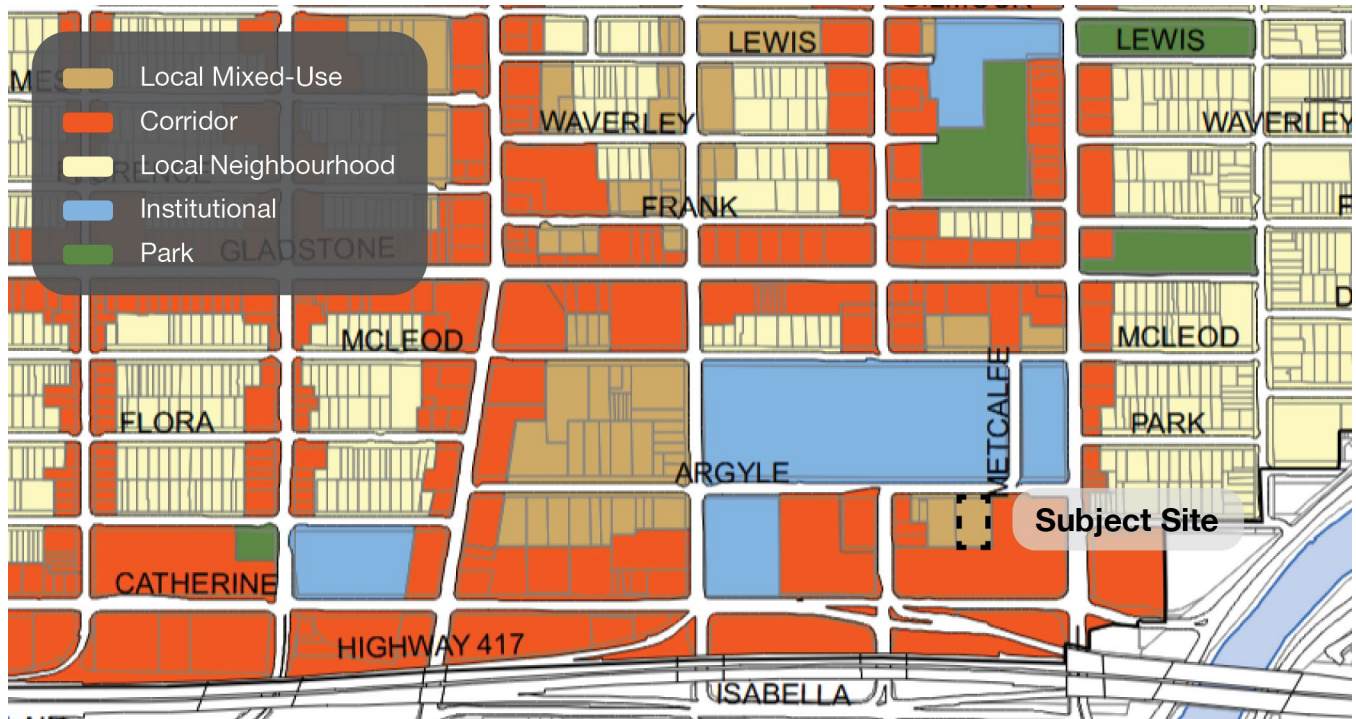 GILMOUR
LEWIS
LEWIS
Local Mixed-Use
Corridor
WAVERLEY
WAVERLEY
Local Neighbourhood
Institutional
FRANK
Park
GLADSTONE
MCLEOD
MCLEOD
METCALFE
FLORA
PARK
ARGYLE
Subject Site
CATHERINE
HIGHWAY 417
ISABELLA